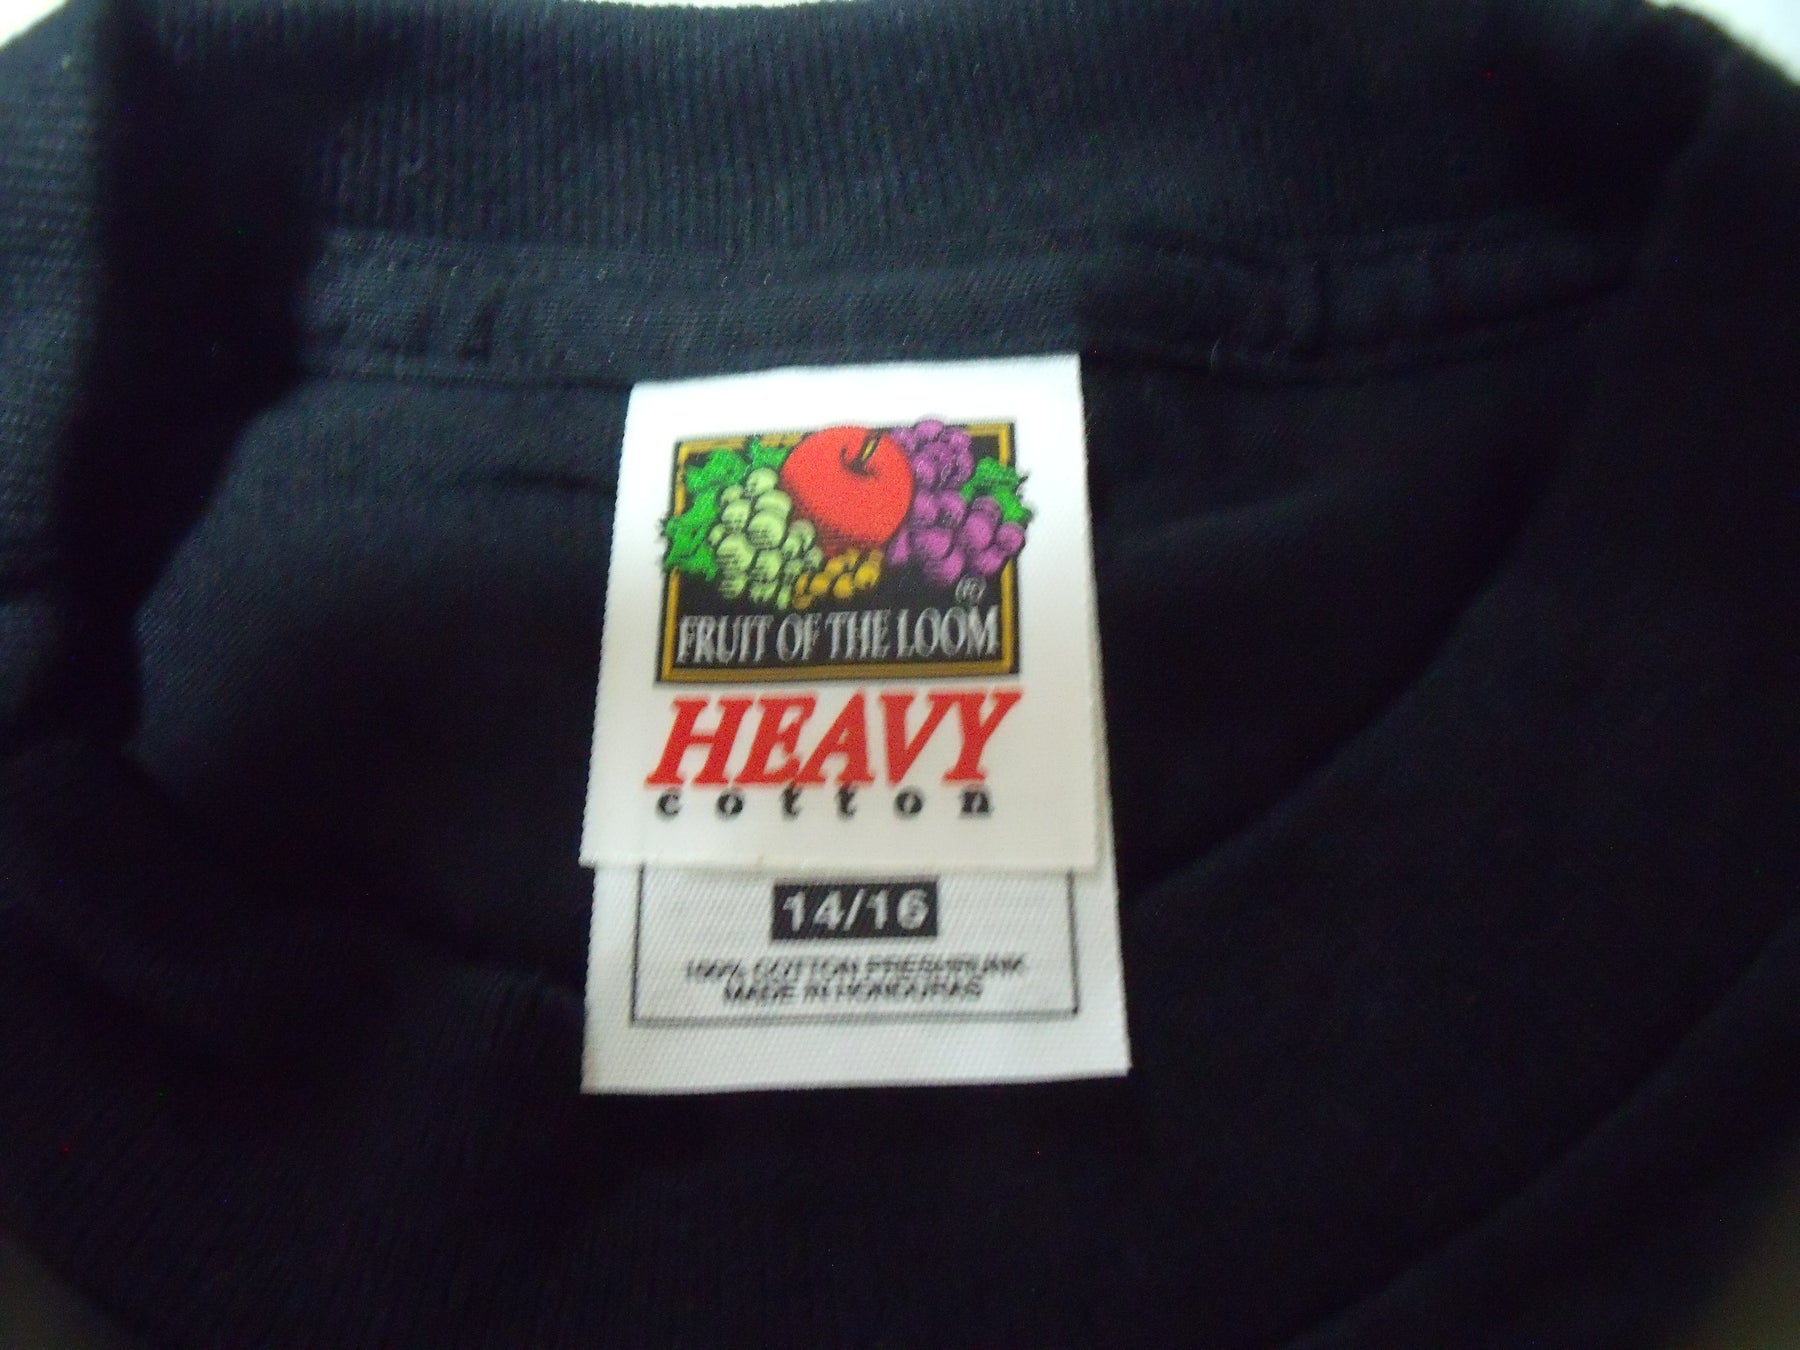 ®
FRUIT OF THE LOOM
HEAVY
cotton
14/16
100% COTTON PRESHRUNK
MADE IN HONDURAS